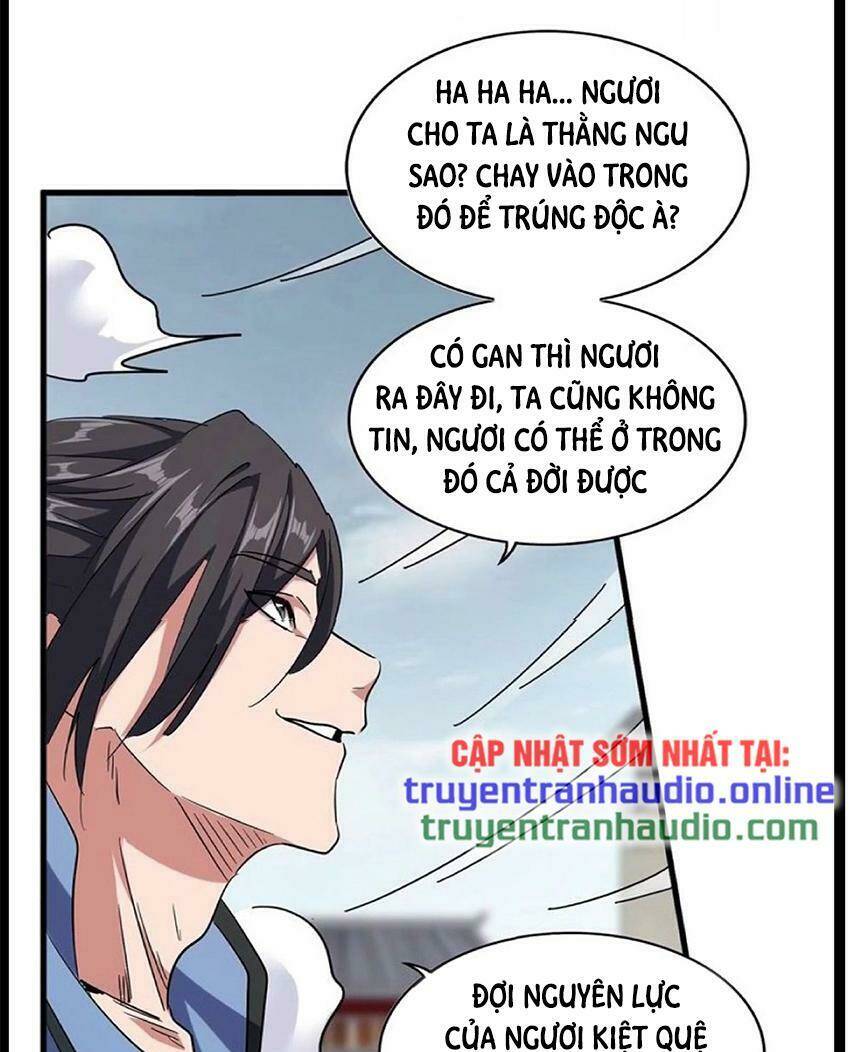 HA HA HA... NGƯƠI
CHO TA LÀ THẰNG NGU
SAO? CHAY VÀO TRONG
ĐÓ ĐỂ TRÚNG ĐỘC À?
CÓ GAN THÌ NGƯƠI
RA ĐÂY ĐI, TA CŨNG KHÔNG
TIN, NGƯƠI CÓ THỂ Ở TRONG
ĐÓ CẢ ĐỜI ĐƯỢC
CẬP NHẬT SỚM NHẤT TẠI:
truyentranhaudio.online
truyentranhaudio.com
ĐỢI NGUYÊN LỰC
CỦA NGƯƠI KIỆT QUỆ